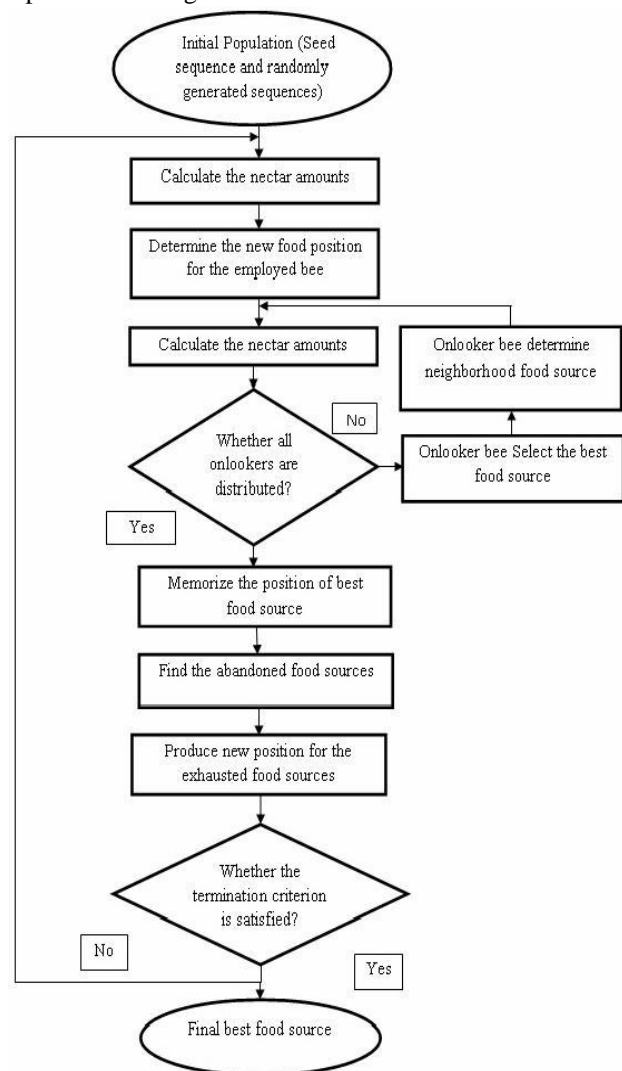 Initial Population (Seed
sequence and randomly
generated sequences)
Calculate the nectar amounts
Determine the new food position
for the employed bee
Calculate the nectar amounts
Onlooker bee determine
neighborhood food source
No
Whether all
onlookers are
distributed?
Onlooker bee Select the best
food source
Yes
Memorize the position of best
food source
Find the abandoned food sources
Produce new position for the
exhausted food sources
Whether the
termination criterion
is satisfied?
No
Yes
Final best food source